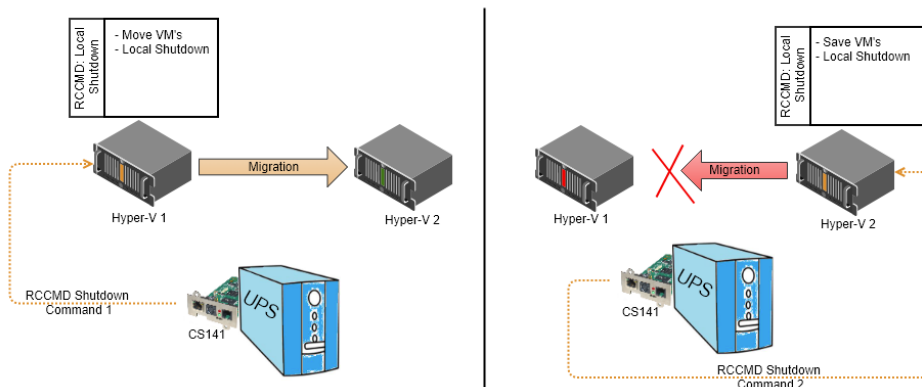 RCCMD: Local
Shutdown
- Move VM's
- Local Shutdown
Migration
Hyper-V 1
Hyper-V 2
RCCMD Shutdown
Command 1
CS141
UPS
RCCMD: Local
Shutdown
- Save VM's
- Local Shutdown
Migration
Hyper-V 1
Hyper-V 2
UPS
CS141
RCCMD Shutdown
Command 2